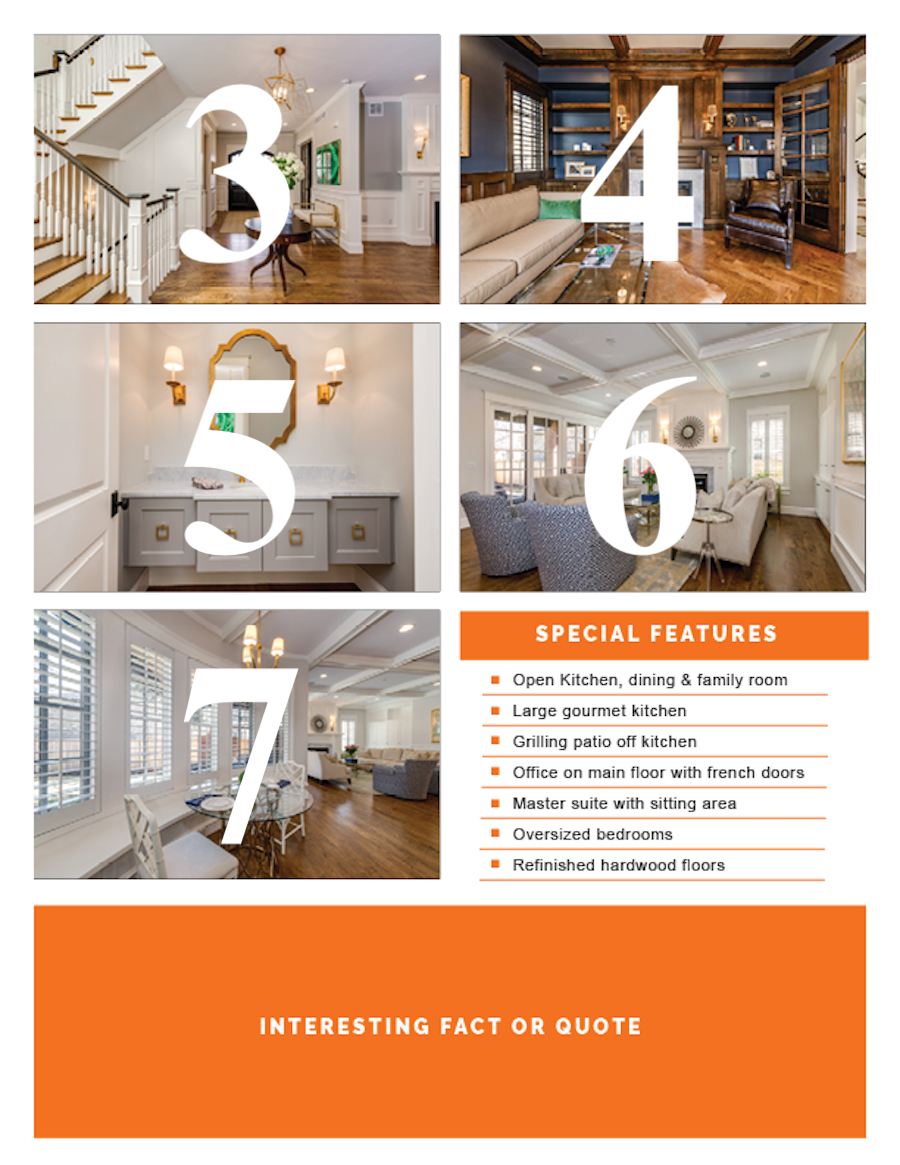 3
4
5
6
7
SPECIAL FEATURES
Open Kitchen, dining & family room
Large gourmet kitchen
Grilling patio off kitchen
Office on main floor with french doors
Master suite with sitting area
Oversized bedrooms
Refinished hardwood floors
INTERESTING FACT OR QUOTE